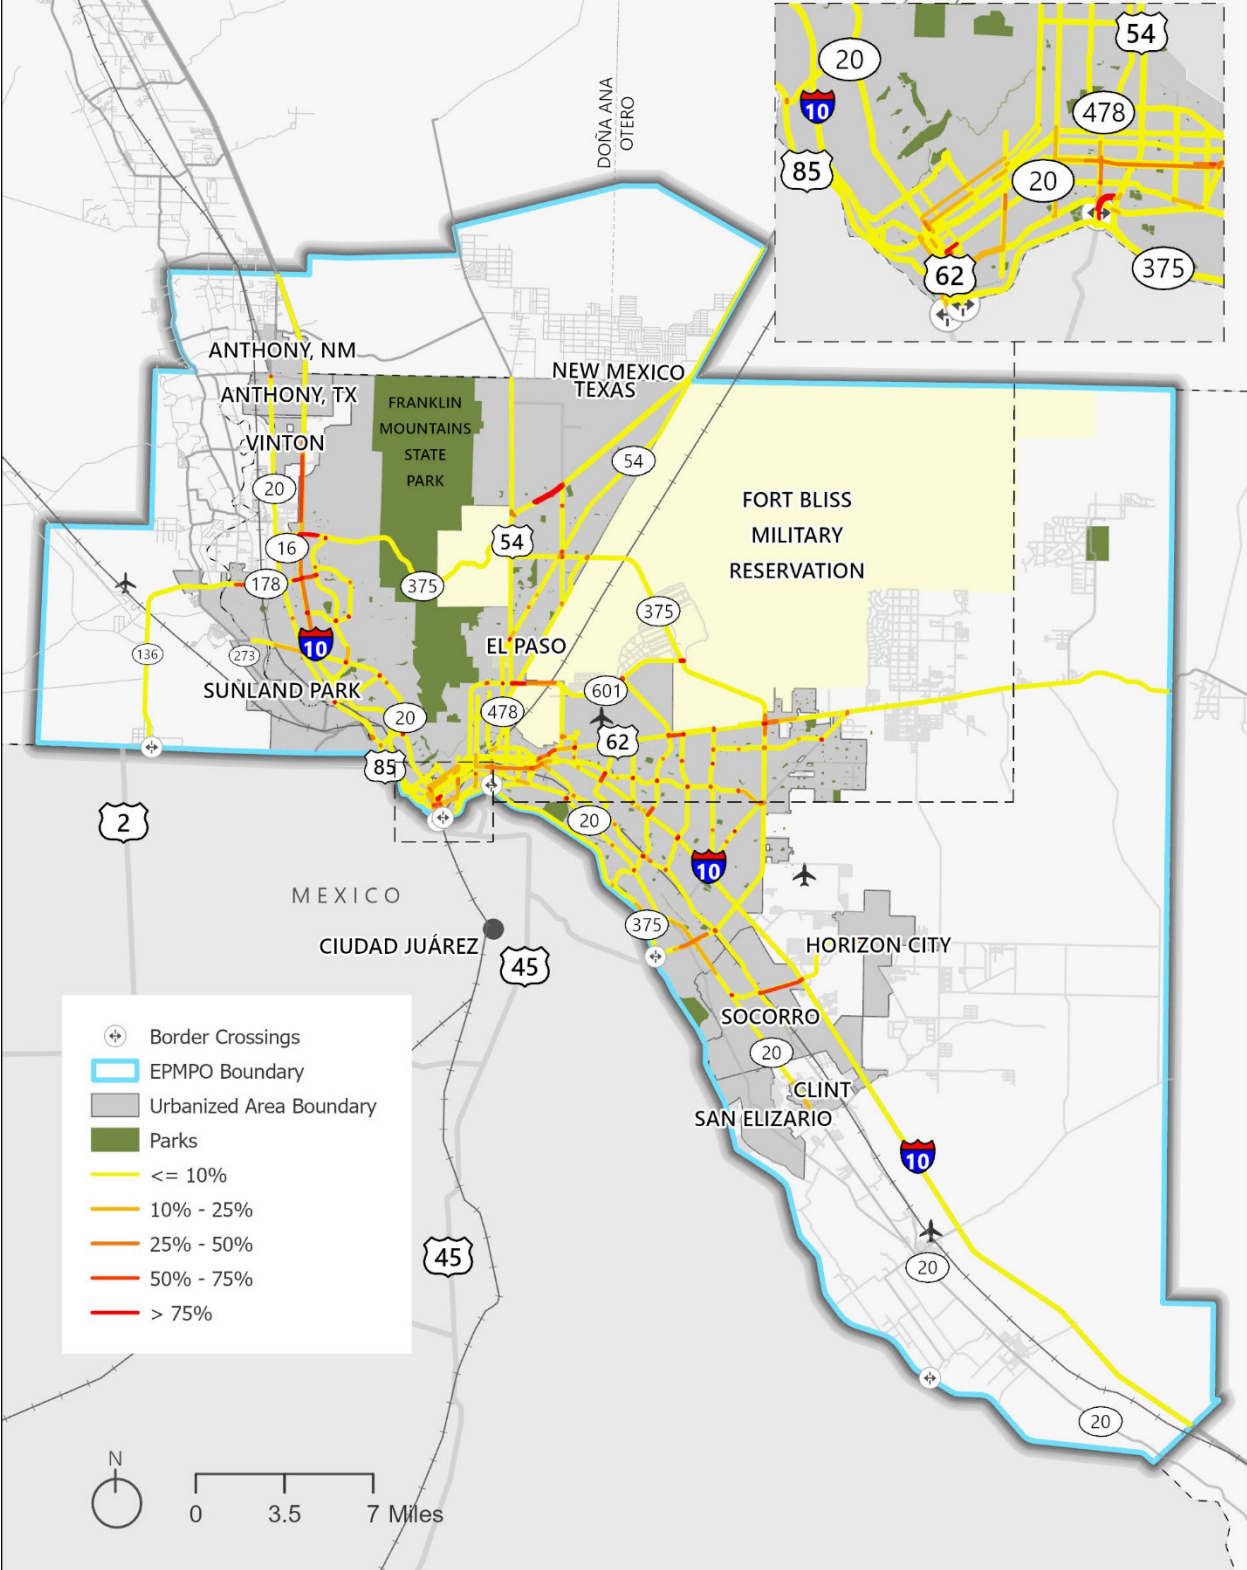 54
20
10
478
85
20
62
375
DOÑA ANA
OTERO
ANTHONY, NM
NEW MEXICO
TEXAS
ANTHONY, TX
FRANKLIN
MOUNTAINS
STATE
PARK
VINTON
54
20
FORT BLISS
MILITARY
RESERVATION
54
16
178
375
375
10
EL PASO
136
273
SUNLAND PARK
601
478
20
62
85
2
20
10
MEXICO
375
CIUDAD JUÁREZ
HORIZON CITY
45
SOCORRO
20
CLINT
SAN ELIZARIO
10
45
20
20
Border Crossings
EPMPO Boundary
Urbanized Area Boundary
Parks
<= 10%
10% - 25%
25% - 50%
50% - 75%
> 75%
N
0 3.5 7 Miles